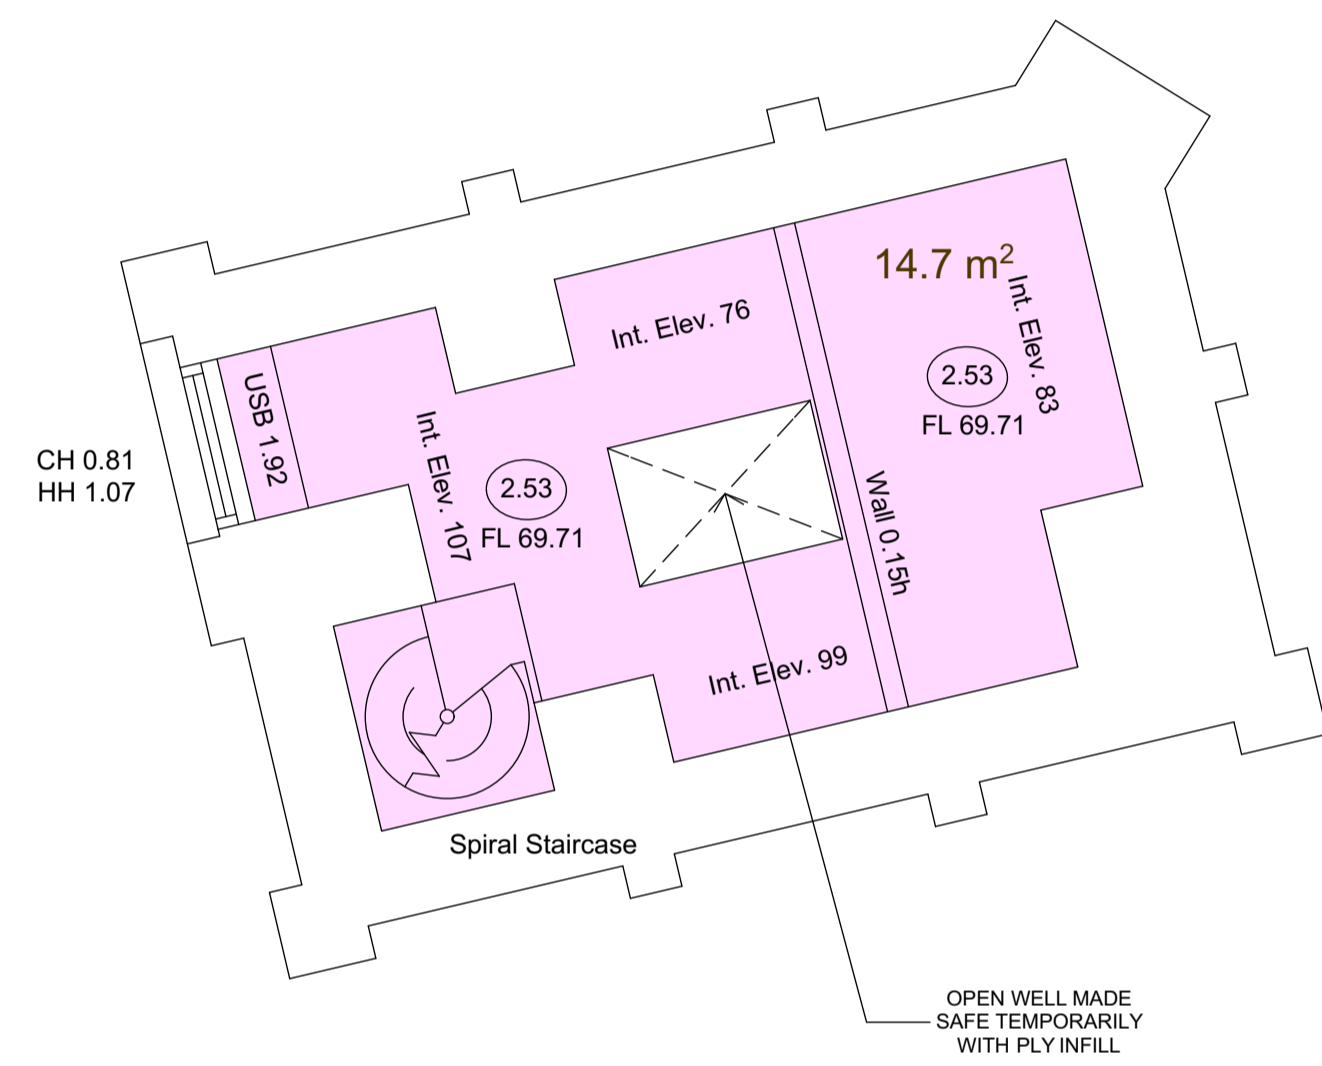 14.7 m²
Int. Elev. 76
Int. Elev. 83
2.53
FL 69.71
USB 1.92
Int. Elev. 107
CH 0.81
HH 1.07
2.53
FL 69.71
Wall 0.15h
Int. Elev. 99
Spiral Staircase
OPEN WELL MADE
SAFE TEMPORARILY
WITH PLY INFILL